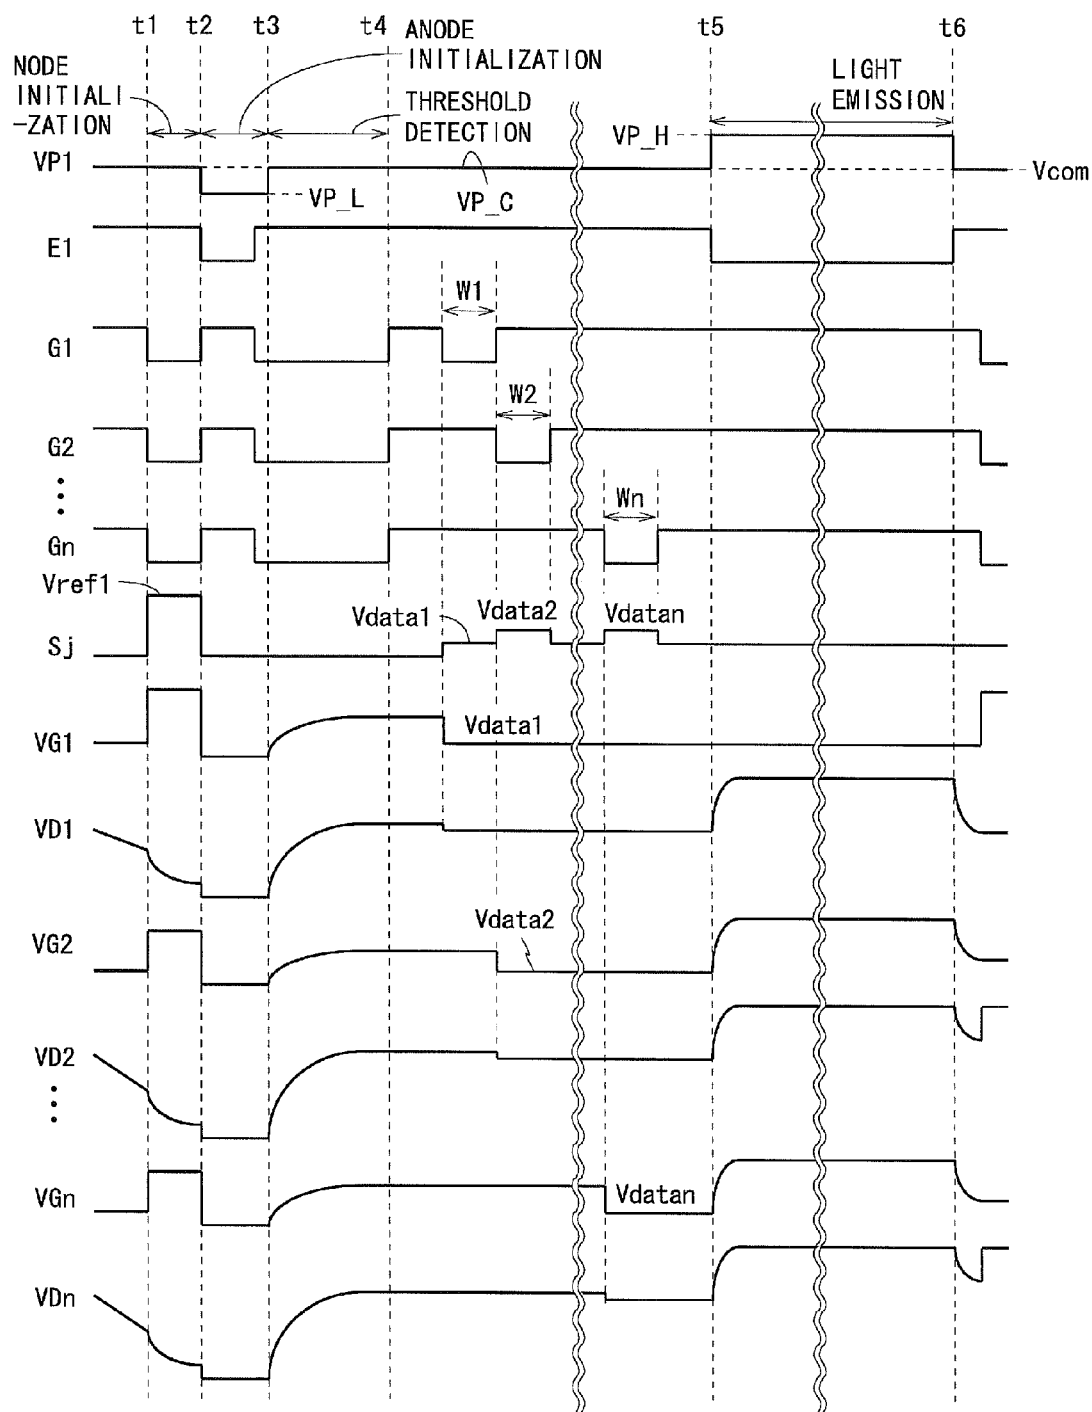 t1 t2 t3 t4 t5 t6
NODE
INITIALI
-ZATION
ANODE
INITIALIZATION
THRESHOLD
DETECTION
LIGHT
EMISSION
VP_H
VP1
Vcom
VP_L
VP_C
E1
W1
G1
W2
G2
Wn
Gn
Vref1
Vdata1
Vdata2
Vdatan
Sj
Vdata1
VG1
VD1
Vdata2
VG2
VD2
Vdatan
VGn
VDn